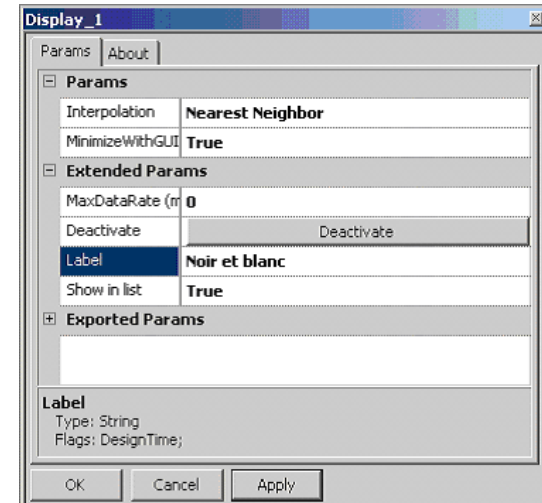 Display_1
Params About
Params
Interpolation Nearest Neighbor
MinimizeWithGUI True
Extended Params
MaxDataRate (m 0
Deactivate Deactivate
Label Noir et blanc
Show in list True
Exported Params
Label
Type: String
Flags: DesignTime;
OK Cancel Apply